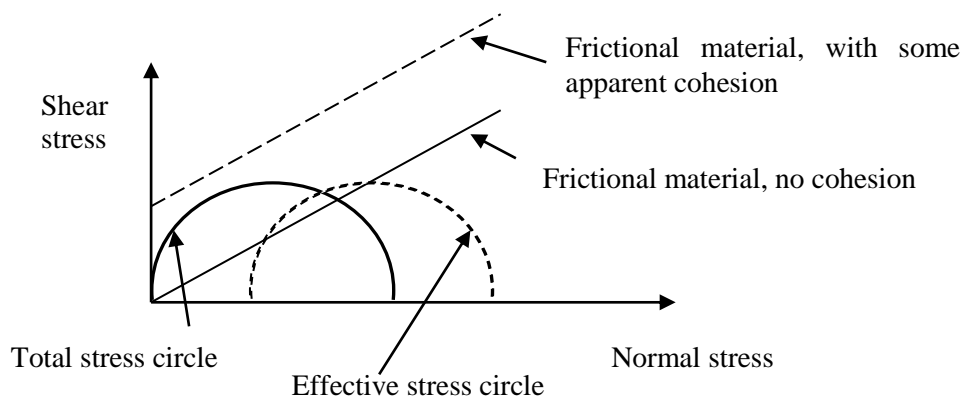 Frictional material, with some
apparent cohesion
Shear
stress
Frictional material, no cohesion
Total stress circle
Normal stress
Effective stress circle